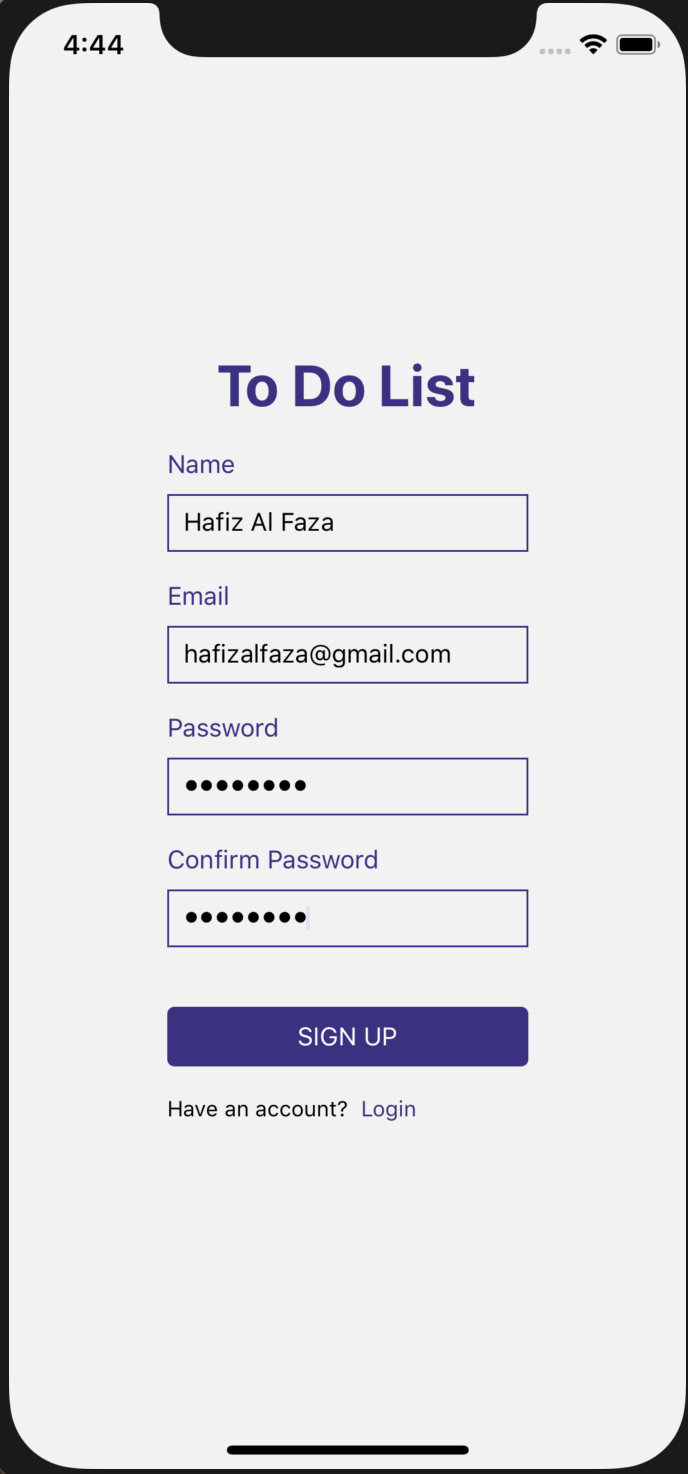 4:44
To Do List
Name
Hafiz Al Faza
Email
hafizalfaza@gmail.com
Password
••••••••
Confirm Password
••••••••
SIGN UP
Have an account? Login